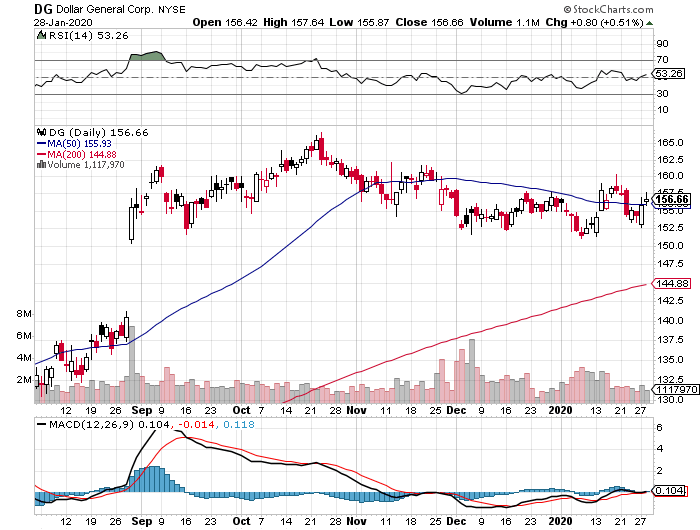 DG Dollar General Corp. NYSE
© StockCharts.com
28-Jan-2020
Open 156.42 High 157.64 Low 155.87 Close 156.66 Volume 1.1M Chg +0.80 (+0.51%)
RSI(14) 53.26
90
70
53.26
50
30
10
DG (Daily) 156.66
MA(50) 155.93
MA(200) 144.88
Volume 1,117,970
165.0
162.5
160.0
157.5
156.66
155.0
152.5
150.0
147.5
144.88
142.5
140.0
137.5
135.0
132.5
130.0
8M
6M
4M
2M
1117970
12 19 26 Sep 9 16 23 Oct 7 14 21 28 Nov 11 18 25 Dec 9 16 23 2020 13 21 27
MACD(12,26,9) 0.104, -0.014, 0.118
6
4
2
0.104
12 19 26 Sep 9 16 23 Oct 7 14 21 28 Nov 11 18 25 Dec 9 16 23 2020 13 21 27